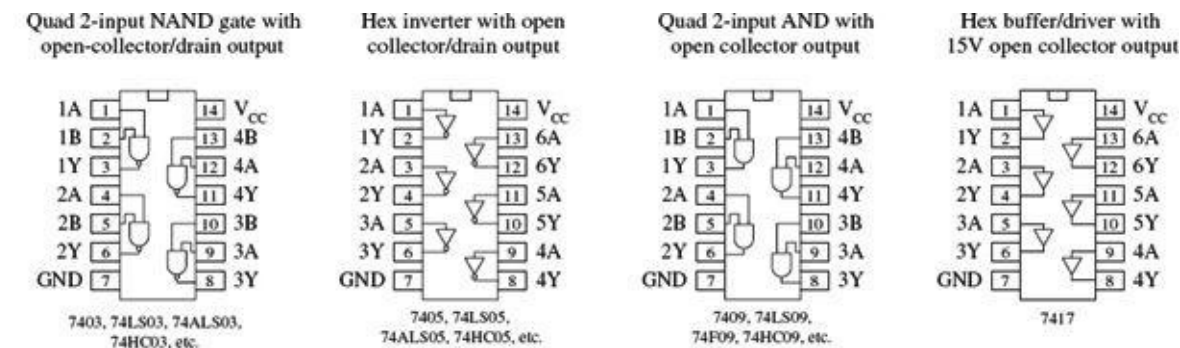 Quad 2-input NAND gate with
open-collector/drain output
1A 1 14 VCC
1B 2 13 4B
1Y 3 12 4A
2A 4 11 4Y
2B 5 10 3B
2Y 6 9 3A
GND 7 8 3Y
7403, 74LS03, 74ALS03,
74HC03, etc.
Hex inverter with open
collector/drain output
1A 1 14 VCC
1Y 2 13 6A
2A 3 12 6Y
2Y 4 11 5A
3A 5 10 5Y
3Y 6 9 4A
GND 7 8 4Y
7405, 74LS05,
74ALS05, 74HC05, etc.
Quad 2-input AND with
open collector output
1A 1 14 VCC
1B 2 13 4B
1Y 3 12 4A
2A 4 11 4Y
2B 5 10 3B
2Y 6 9 3A
GND 7 8 3Y
7409, 74LS09,
74F09, 74HC09, etc.
Hex buffer/driver with
15V open collector output
1A 1 14 VCC
1Y 2 13 6A
2A 3 12 6Y
2Y 4 11 5A
3A 5 10 5Y
3Y 6 9 4A
GND 7 8 4Y
7417